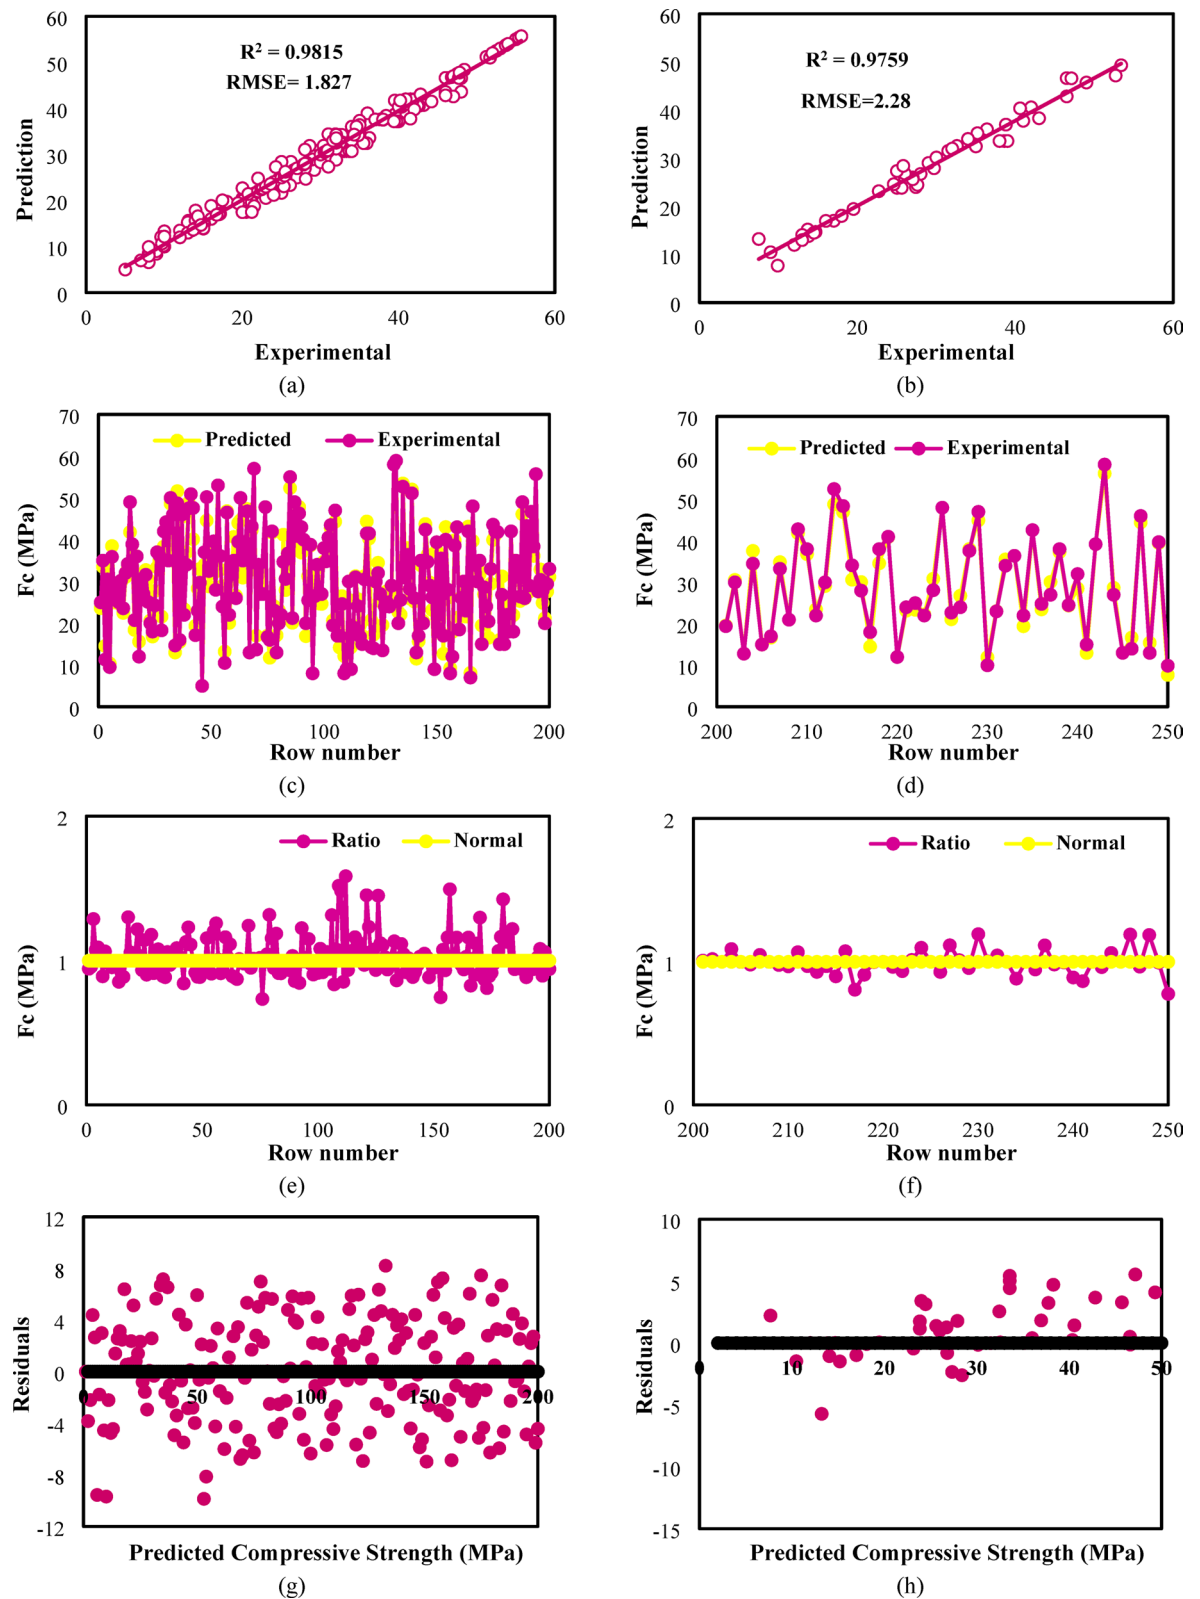 60
50
40
30
20
10
0
Prediction
R² = 0.9815
RMSE= 1.827
0 20 40 60
Experimental
(a)
60
50
40
30
20
10
0
Prediction
R² = 0.9759
RMSE=2.28
0 20 40 60
Experimental
(b)
70
60
50
40
30
20
10
0
Fc (MPa)
Predicted Experimental
0 50 100 150 200
Row number
(c)
70
60
50
40
30
20
10
0
Fc (MPa)
Predicted Experimental
200 210 220 230 240 250
Row number
(d)
2
1
0
Fc (MPa)
Ratio Normal
0 50 100 150 200
Row number
(e)
2
1
0
Fc (MPa)
Ratio Normal
200 210 220 230 240 250
Row number
(f)
12
8
4
0
-4
-8
-12
Residuals
0 50 100 150 200
Predicted Compressive Strength (MPa)
(g)
10
5
0
-5
-10
-15
Residuals
0 10 20 30 40 50
Predicted Compressive Strength (MPa)
(h)